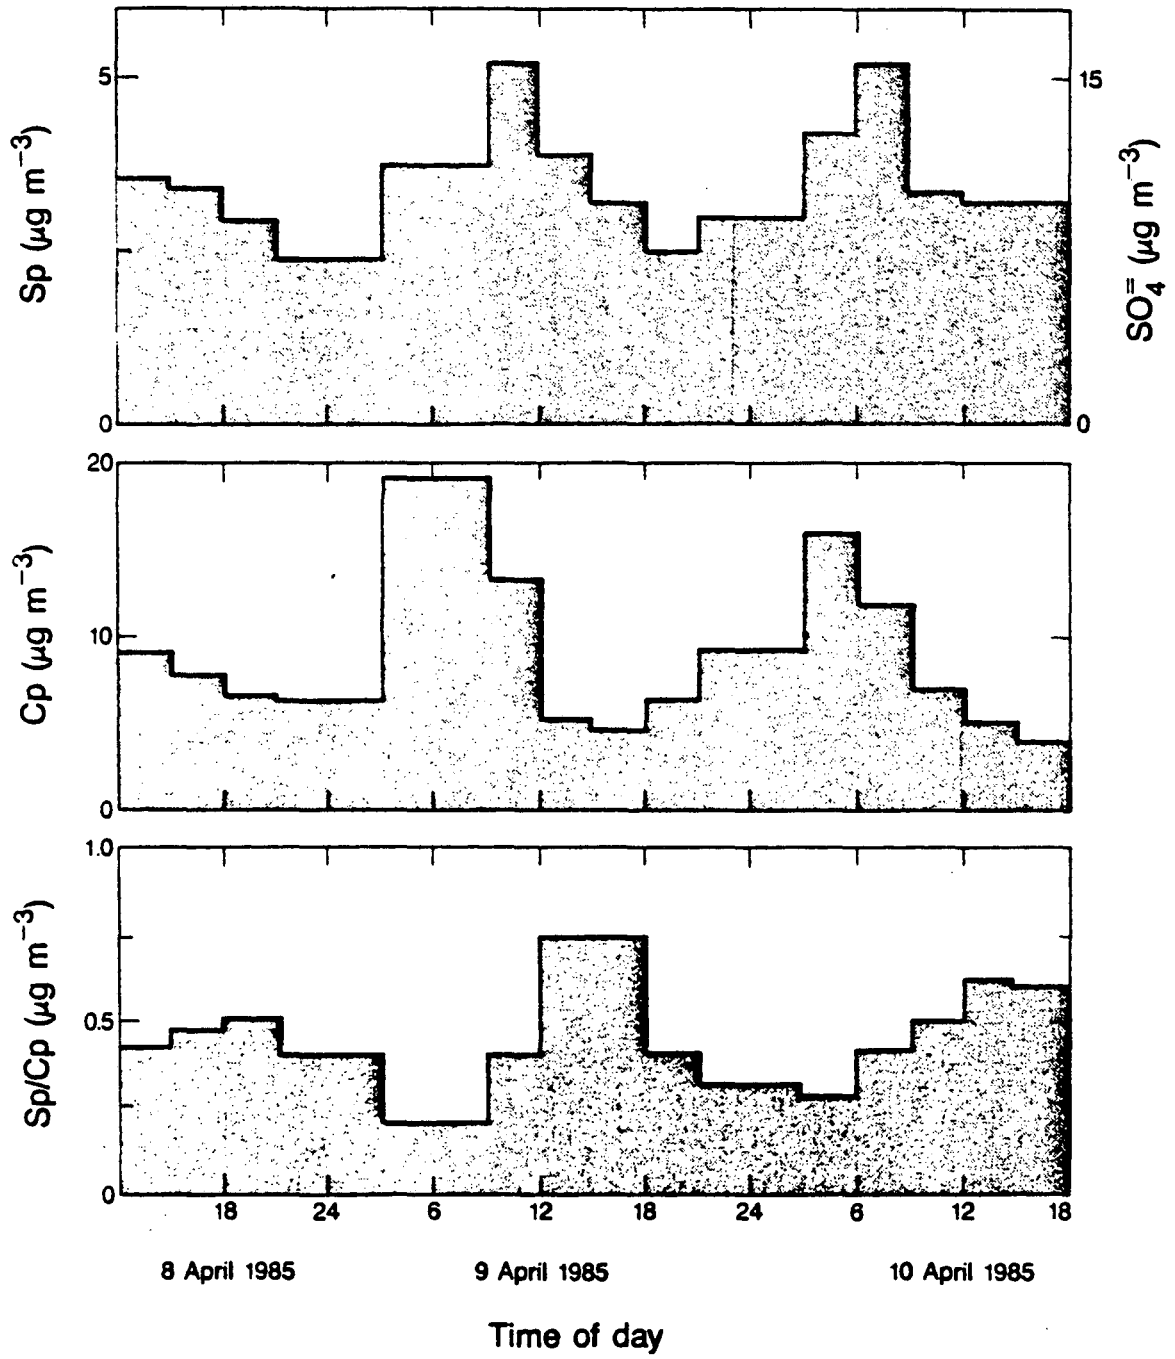 5
15
Sp (μg m⁻³)
SO₄⁼ (μg m⁻³)
0
0
20
10
Cp (μg m⁻³)
0
1.0
0.5
Sp/Cp (μg m⁻³)
0
18 24 6 12 18 24 6 12 18
8 April 1985 9 April 1985 10 April 1985
Time of day